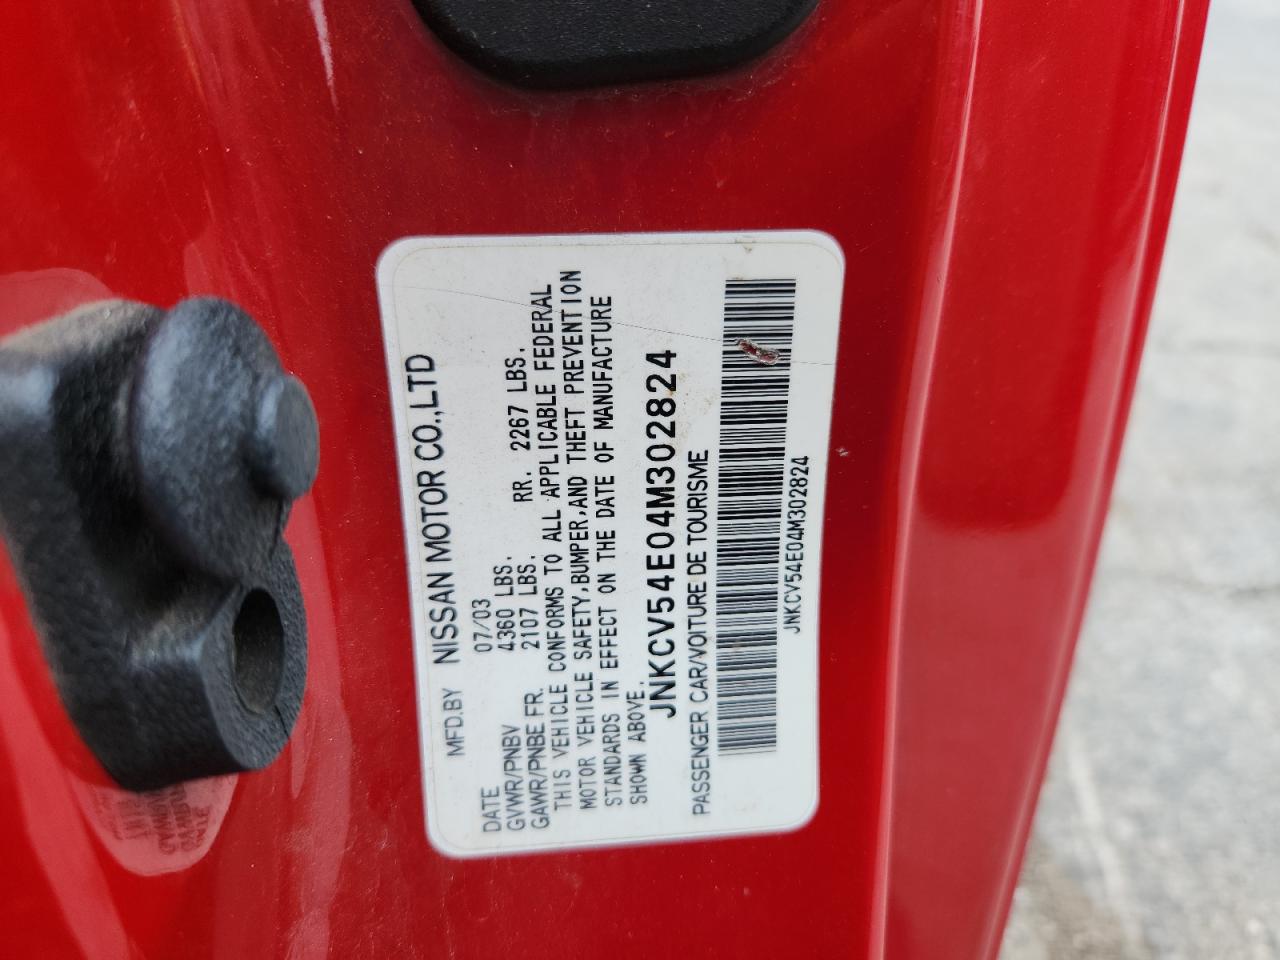 MFD.BY NISSAN MOTOR CO.,LTD
DATE 07/03
GVWR/PNBV 4360 LBS.
GAWR/PNBE FR. 2107 LBS. RR. 2267 LBS.
THIS VEHICLE CONFORMS TO ALL APPLICABLE FEDERAL
MOTOR VEHICLE SAFETY,BUMPER,AND THEFT PREVENTION
STANDARDS IN EFFECT ON THE DATE OF MANUFACTURE
SHOWN ABOVE.
JNKCV54E04M302824
PASSENGER CAR/VOITURE DE TOURISME
JNKCV54E04M302824